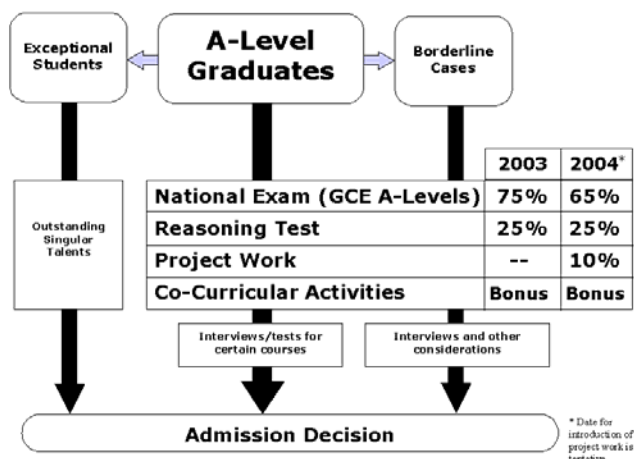 Exceptional
Students
A-Level
Graduates
Borderline
Cases
2003 2004*
National Exam (GCE A-Levels) 75% 65%
Reasoning Test 25% 25%
Project Work -- 10%
Co-Curricular Activities Bonus Bonus
Outstanding
Singular
Talents
Interviews/tests for
certain courses
Interviews and other
considerations
Admission Decision
* Date for
introduction of
project work is